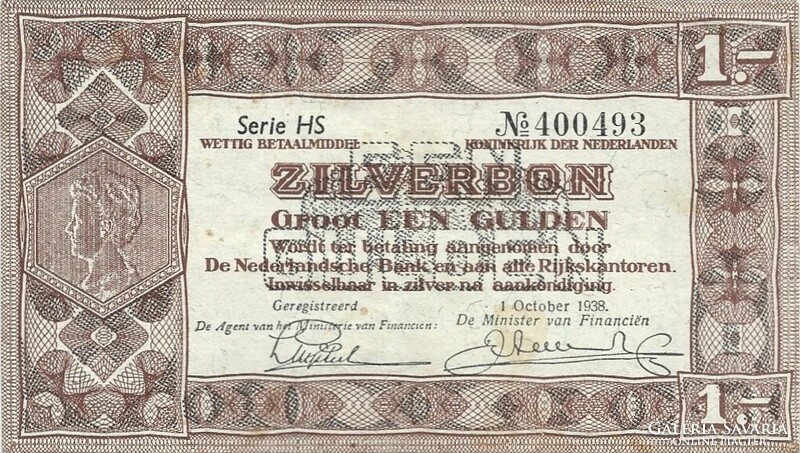 1.-
Serie HS № 400493
WETTIG BETAALMIDDEL KONINKRIJK DER NEDERLANDEN
ZILVERBON
Groot EEN GULDEN
Wordt ter betaling aangenomen door
De Nederlandsche Bank en aan alle Rijkskantoren.
Inwisselbaar in zilver na aankondiging.
Geregistreerd 1 October 1938.
De Agent van het Ministerie van Financiën: De Minister van Financiën
1.-
GALERIA SAVARIA
ONLINE PIACTÉR